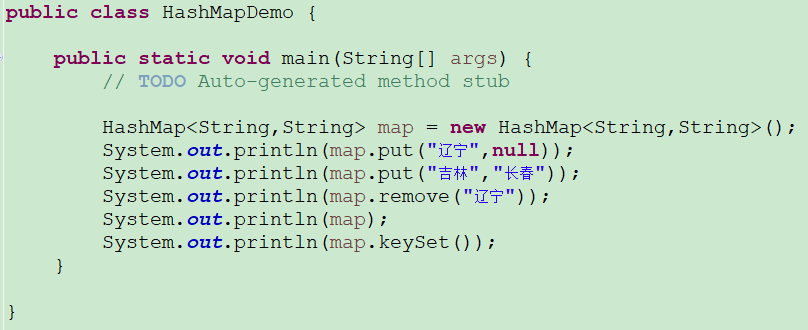 public class HashMapDemo {
public static void main(String[] args) {
// TODO Auto-generated method stub
HashMap<String,String> map = new HashMap<String,String>();
System.out.println(map.put("辽宁",null));
System.out.println(map.put("吉林","长春"));
System.out.println(map.remove("辽宁"));
System.out.println(map);
System.out.println(map.keySet());
}
}